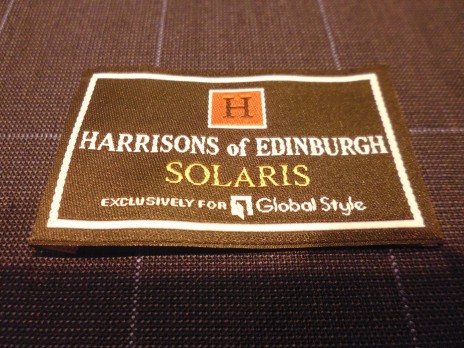 H
HARRISONS of EDINBURGH
SOLARIS
EXCLUSIVELY FOR Global Style